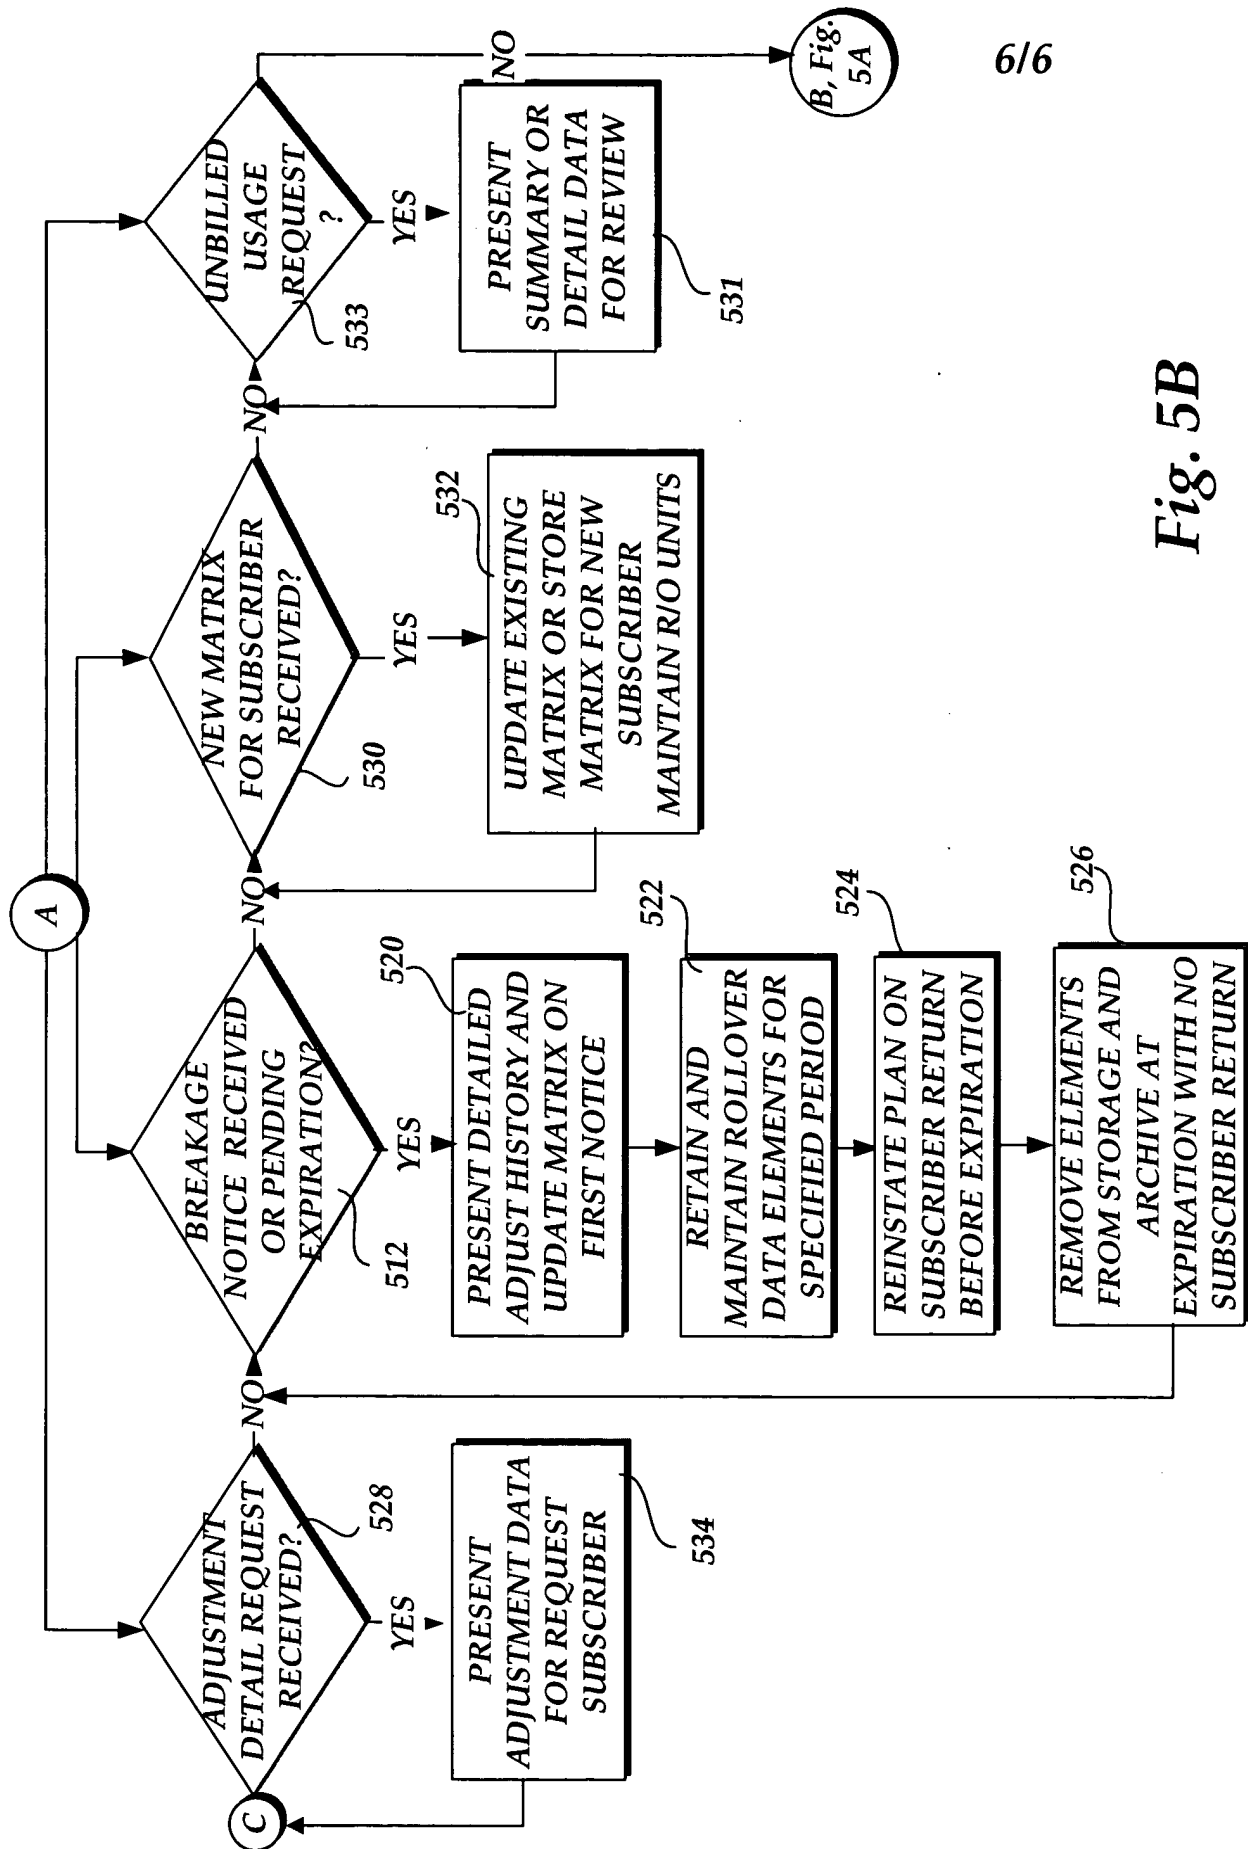 A
C
ADJUSTMENT
DETAIL REQUEST
RECEIVED?
528
NO
YES
PRESENT
ADJUSTMENT DATA
FOR REQUEST
SUBSCRIBER
534
BREAKAGE
NOTICE RECEIVED
OR PENDING
EXPIRATION?
512
NO
YES
PRESENT DETAILED
ADJUST HISTORY AND
UPDATE MATRIX ON
FIRST NOTICE
520
RETAIN AND
MAINTAIN ROLLOVER
DATA ELEMENTS FOR
SPECIFIED PERIOD
522
REINSTATE PLAN ON
SUBSCRIBER RETURN
BEFORE EXPIRATION
524
REMOVE ELEMENTS
FROM STORAGE AND
ARCHIVE AT
EXPIRATION WITH NO
SUBSCRIBER RETURN
526
NEW MATRIX
FOR SUBSCRIBER
RECEIVED?
530
NO
YES
UPDATE EXISTING
MATRIX OR STORE
MATRIX FOR NEW
SUBSCRIBER
MAINTAIN R/O UNITS
532
UNBILLED
USAGE
REQUEST
?
533
YES
NO
PRESENT
SUMMARY OR
DETAIL DATA
FOR REVIEW
531
B, Fig.
5A
6/6
Fig. 5B